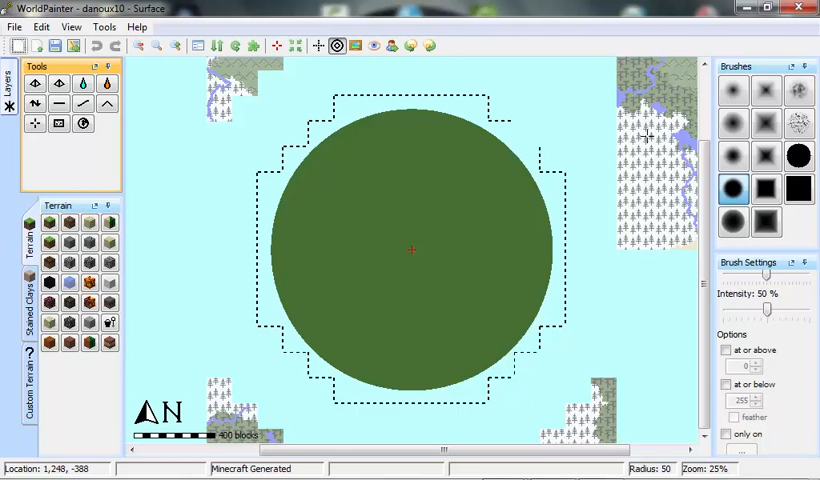 WorldPainter - danoux10 - Surface
File Edit View Tools Help
Layers
Tools
Terrain
Terrain
Stained Clays
Custom Terrain
N
400 blocks
Brushes
Brush Settings
Intensity: 50 %
Options
at or above
0
at or below
255
feather
only on
...
Location: 1,248, -388
Minecraft Generated
Radius: 50
Zoom: 25%